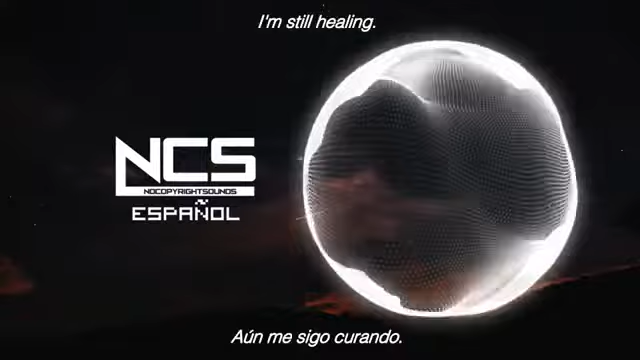 I'm still healing.
NCS
NOCOPYRIGHTSOUNDS
ESPAÑOL
Aún me sigo curando.